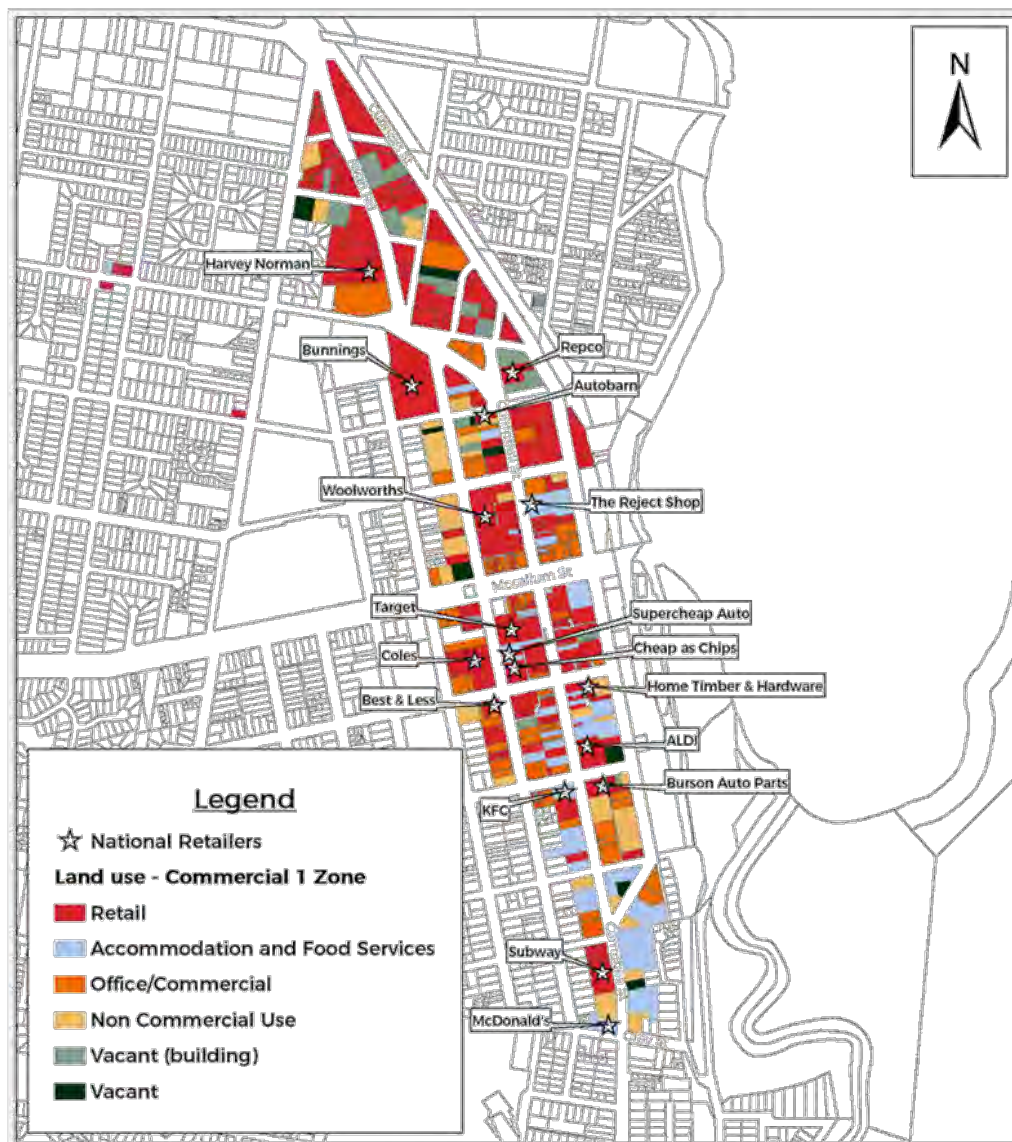 N
Harvey Norman
Bunnings
Repco
Autobarn
Woolworths
The Reject Shop
Mccallum St
Target
Supercheap Auto
Coles
Cheap as Chips
Home Timber & Hardware
Best & Less
ALDI
Burson Auto Parts
KFC
Subway
McDonald's
Legend
National Retailers
Land use - Commercial 1 Zone
Retail
Accommodation and Food Services
Office/Commercial
Non Commercial Use
Vacant (building)
Vacant